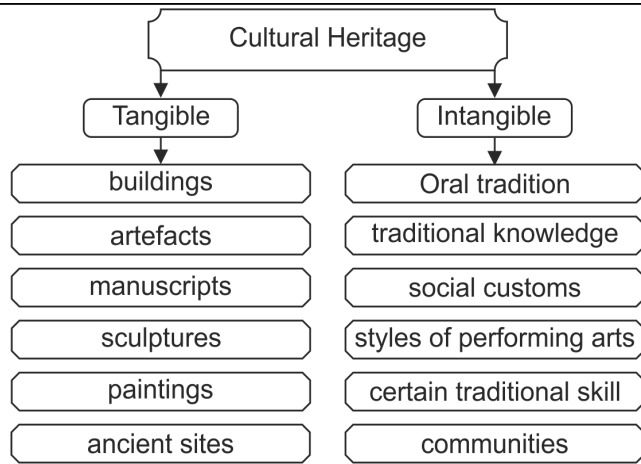 Cultural Heritage
Tangible
Intangible
buildings
Oral tradition
artefacts
traditional knowledge
manuscripts
social customs
sculptures
styles of performing arts
paintings
certain traditional skill
ancient sites
communities